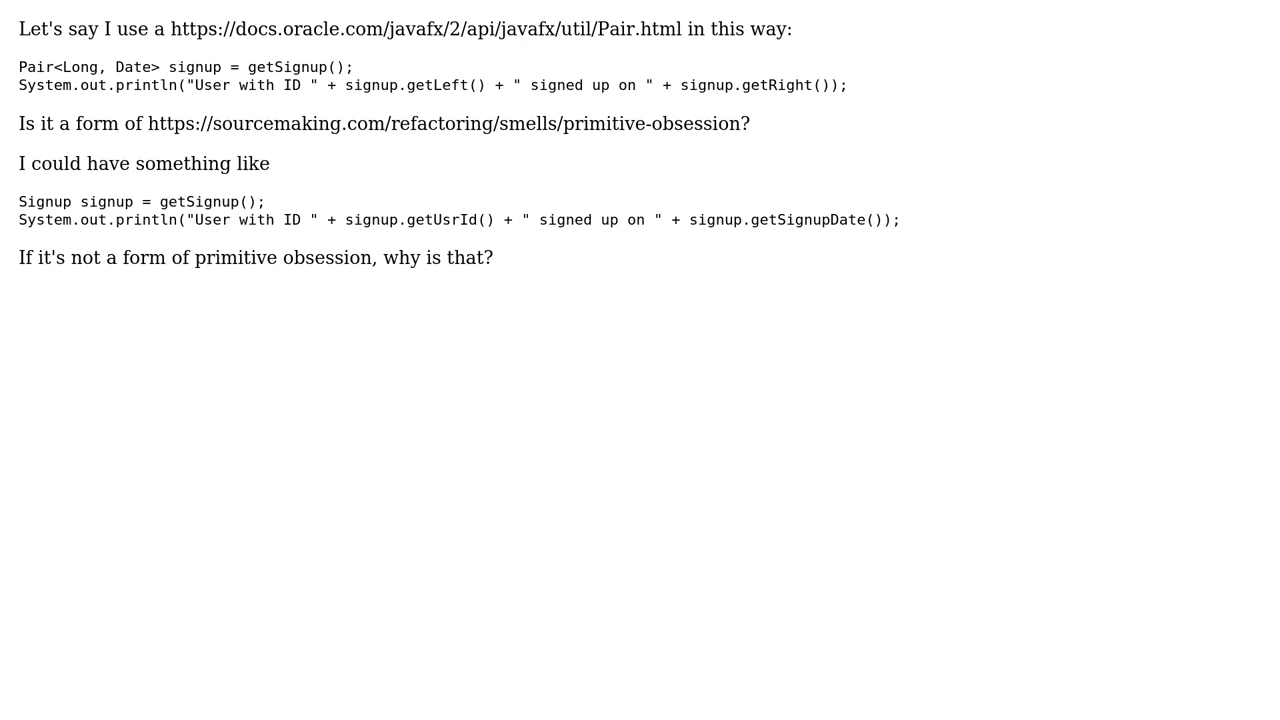 Let's say I use a https://docs.oracle.com/javafx/2/api/javafx/util/Pair.html in this way:
Pair<Long, Date> signup = getSignup();
System.out.println("User with ID " + signup.getLeft() + " signed up on " + signup.getRight());
Is it a form of https://sourcemaking.com/refactoring/smells/primitive-obsession?
I could have something like
Signup signup = getSignup();
System.out.println("User with ID " + signup.getUsrId() + " signed up on " + signup.getSignupDate());
If it's not a form of primitive obsession, why is that?